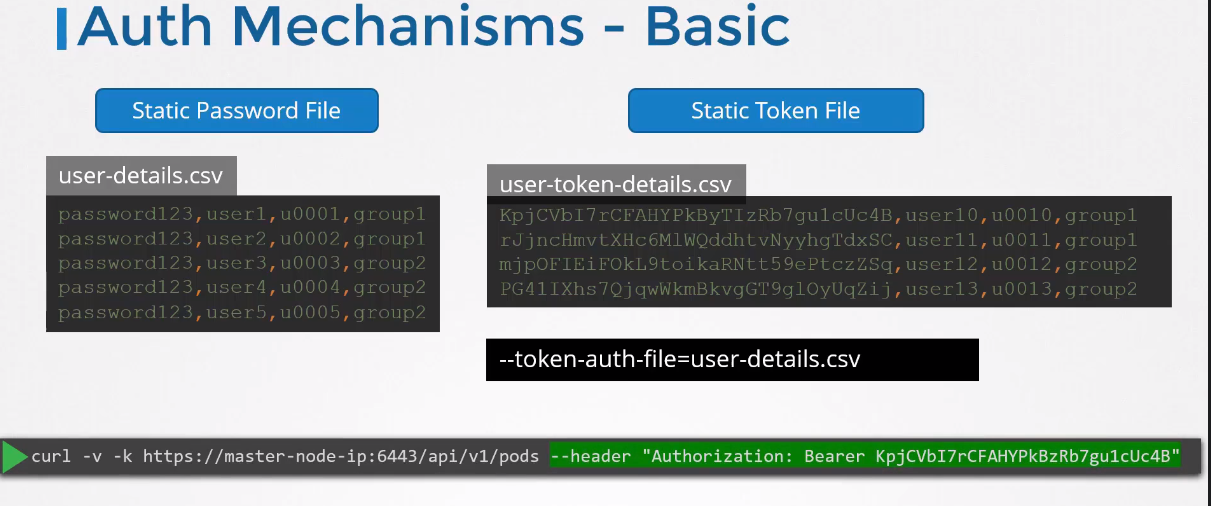 Auth Mechanisms - Basic
Static Password File
user-details.csv
password123,user1,u0001,group1
password123,user2,u0002,group1
password123,user3,u0003,group2
password123,user4,u0004,group2
password123,user5,u0005,group2
Static Token File
user-token-details.csv
KpjCVbI7rCFAHYPkByTIzRb7gu1cUc4B,user10,u0010,group1
rJjncHmvtXHc6MlWQddhtvNyyhgTdxSC,user11,u0011,group1
mjpOFIEiFOkL9toikaRNtt59ePtczZSq,user12,u0012,group2
PG41IXhs7QjqwWkmBkvgGT9glOyUqZij,user13,u0013,group2
--token-auth-file=user-details.csv
curl -v -k https://master-node-ip:6443/api/v1/pods --header "Authorization: Bearer KpjCVbI7rCFAHYPkBzRb7gu1cUc4B"